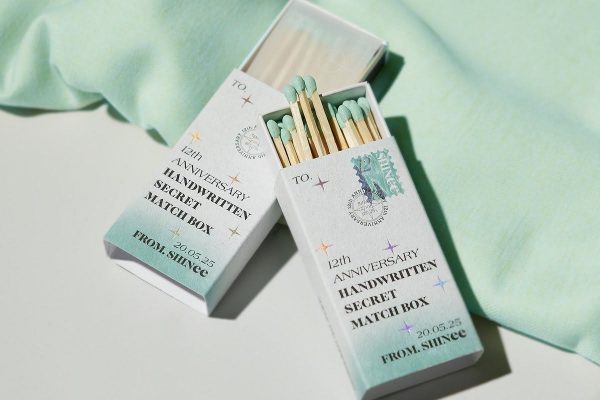 TO.
12th
ANNIVERSARY
HANDWRITTEN
SECRET
MATCH BOX
20.05.25
FROM. SHINee
TO.
SHINee
12th
ANNIVERSARY
HANDWRITTEN
SECRET
MATCH BOX
20.05.25
FROM. SHINee